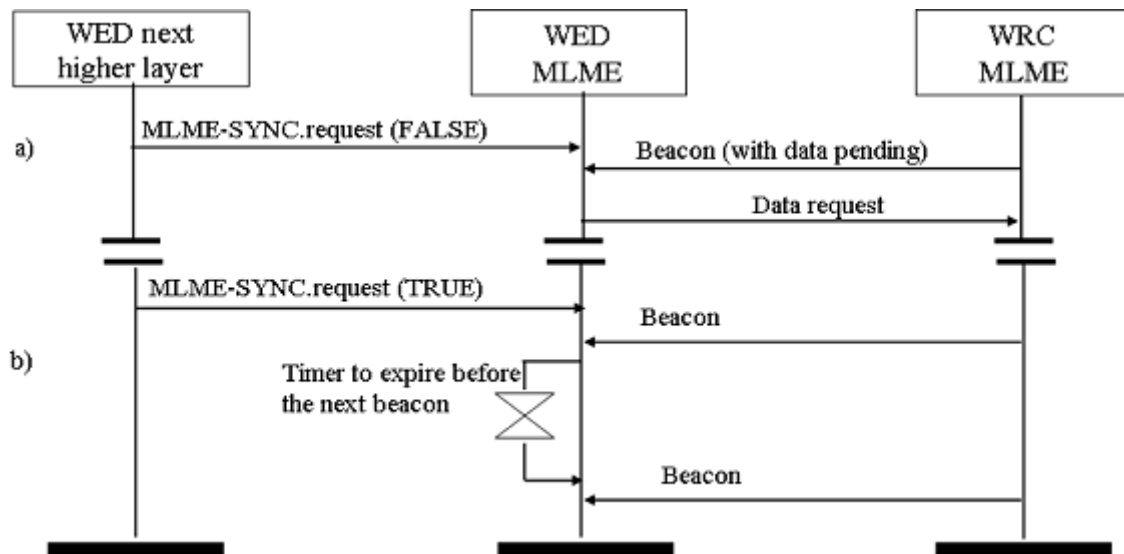 WED next
higher layer
WED
MLME
WRC
MLME
a)
MLME-SYNC.request (FALSE)
Beacon (with data pending)
Data request
b)
MLME-SYNC.request (TRUE)
Beacon
Timer to expire before
the next beacon
Beacon